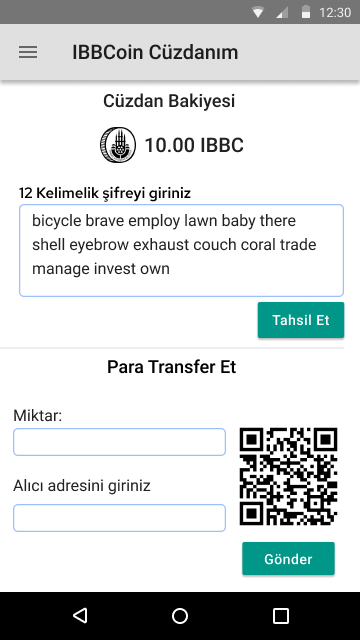 12:30
IBBCoin Cüzdanım
Cüzdan Bakiyesi
10.00 IBBC
12 Kelimelik şifreyi giriniz
bicycle brave employ lawn baby there
shell eyebrow exhaust couch coral trade
manage invest own
Tahsil Et
Para Transfer Et
Miktar:
Alıcı adresini giriniz
Gönder